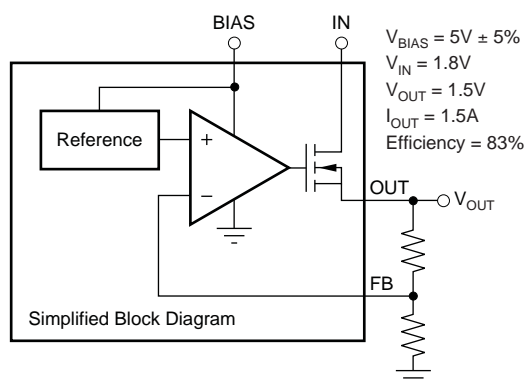 BIAS
IN
V_BIAS = 5V ± 5%
V_IN = 1.8V
V_OUT = 1.5V
I_OUT = 1.5A
Efficiency = 83%
Reference
+
−
OUT
V_OUT
FB
Simplified Block Diagram